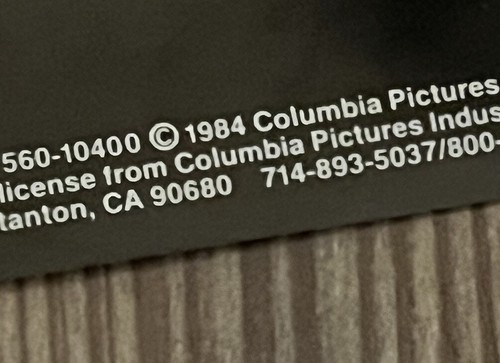 560-10400 © 1984 Columbia Pictures
license from Columbia Pictures Indus
tanton, CA 90680 714-893-5037/800-